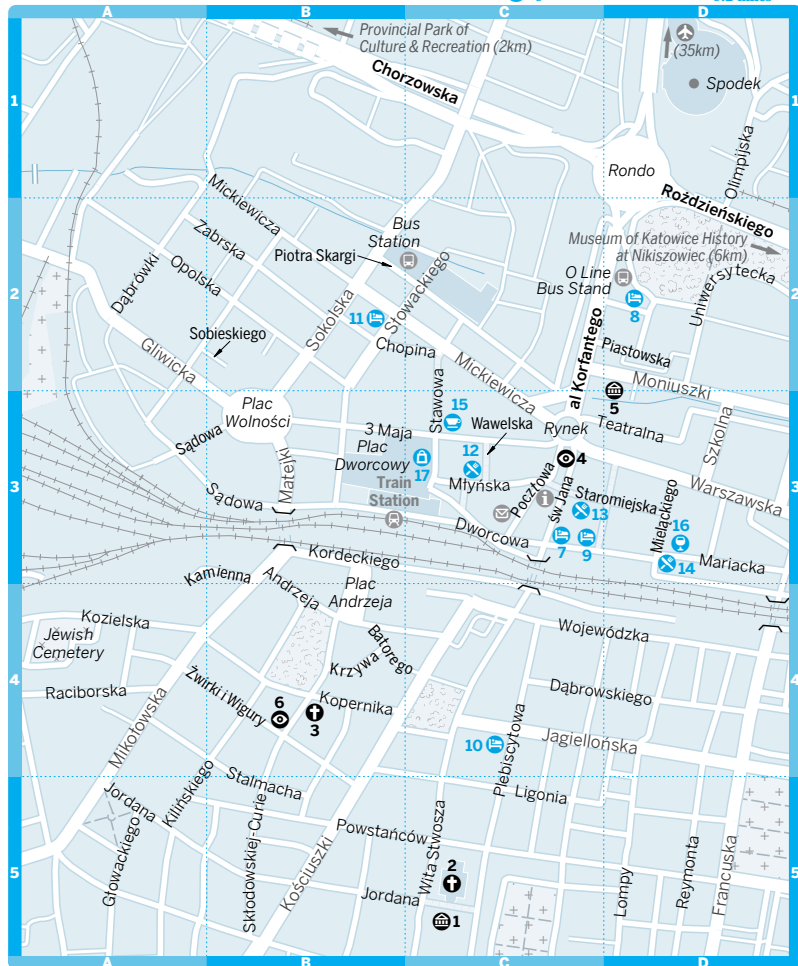 A
B
C
D
Provincial Park of
Culture & Recreation (2km)
(35km)
Chorzowska
Spodek
1
1
Rondo
Olimpijska
Roździeńskiego
Mickiewicza
Bus
Station
Zabrska
Piotra Skargi
Museum of Katowice History
at Nikiszowiec (6km)
Dąbrówki
Opolska
Słowackiego
O Line
Bus Stand
Uniwersytecka
2
2
Sokolska
11
8
Sobieskiego
Gliwicka
Chopina
Mickiewicza
al Korfantego
Piastowska
Moniuszki
5
Plac
Wolności
Stawowa
15
Wawelska
Rynek
Teatralna
Szkolna
Sądowa
3 Maja
Plac
Dworcowy
17
12
4
Matejki
Młyńska
Pocztowa
Warszawska
3
3
Train
Station
Sądowa
św Jana
Staromiejska
13
Mielęckiego
16
Dworcowa
7
9
Mariacka
14
Kordeckiego
Kamienna
Andrzeja
Plac
Andrzeja
Kozielska
Jewish
Cemetery
Batorego
Wojewódzka
Krzywa
4
4
Raciborska
Żwirki i Wigury
6
3
Kopernika
Dąbrowskiego
Mikołowska
10
Plebiscytowa
Jagiellońska
Stalmacha
Jordana
Kilińskiego
Ligonia
Powstańców
Głowackiego
Skłodowskiej-Curie
Kościuszki
Wita Stwosza
2
5
5
Jordana
Lompy
Reymonta
Francuska
1
A
B
C
D